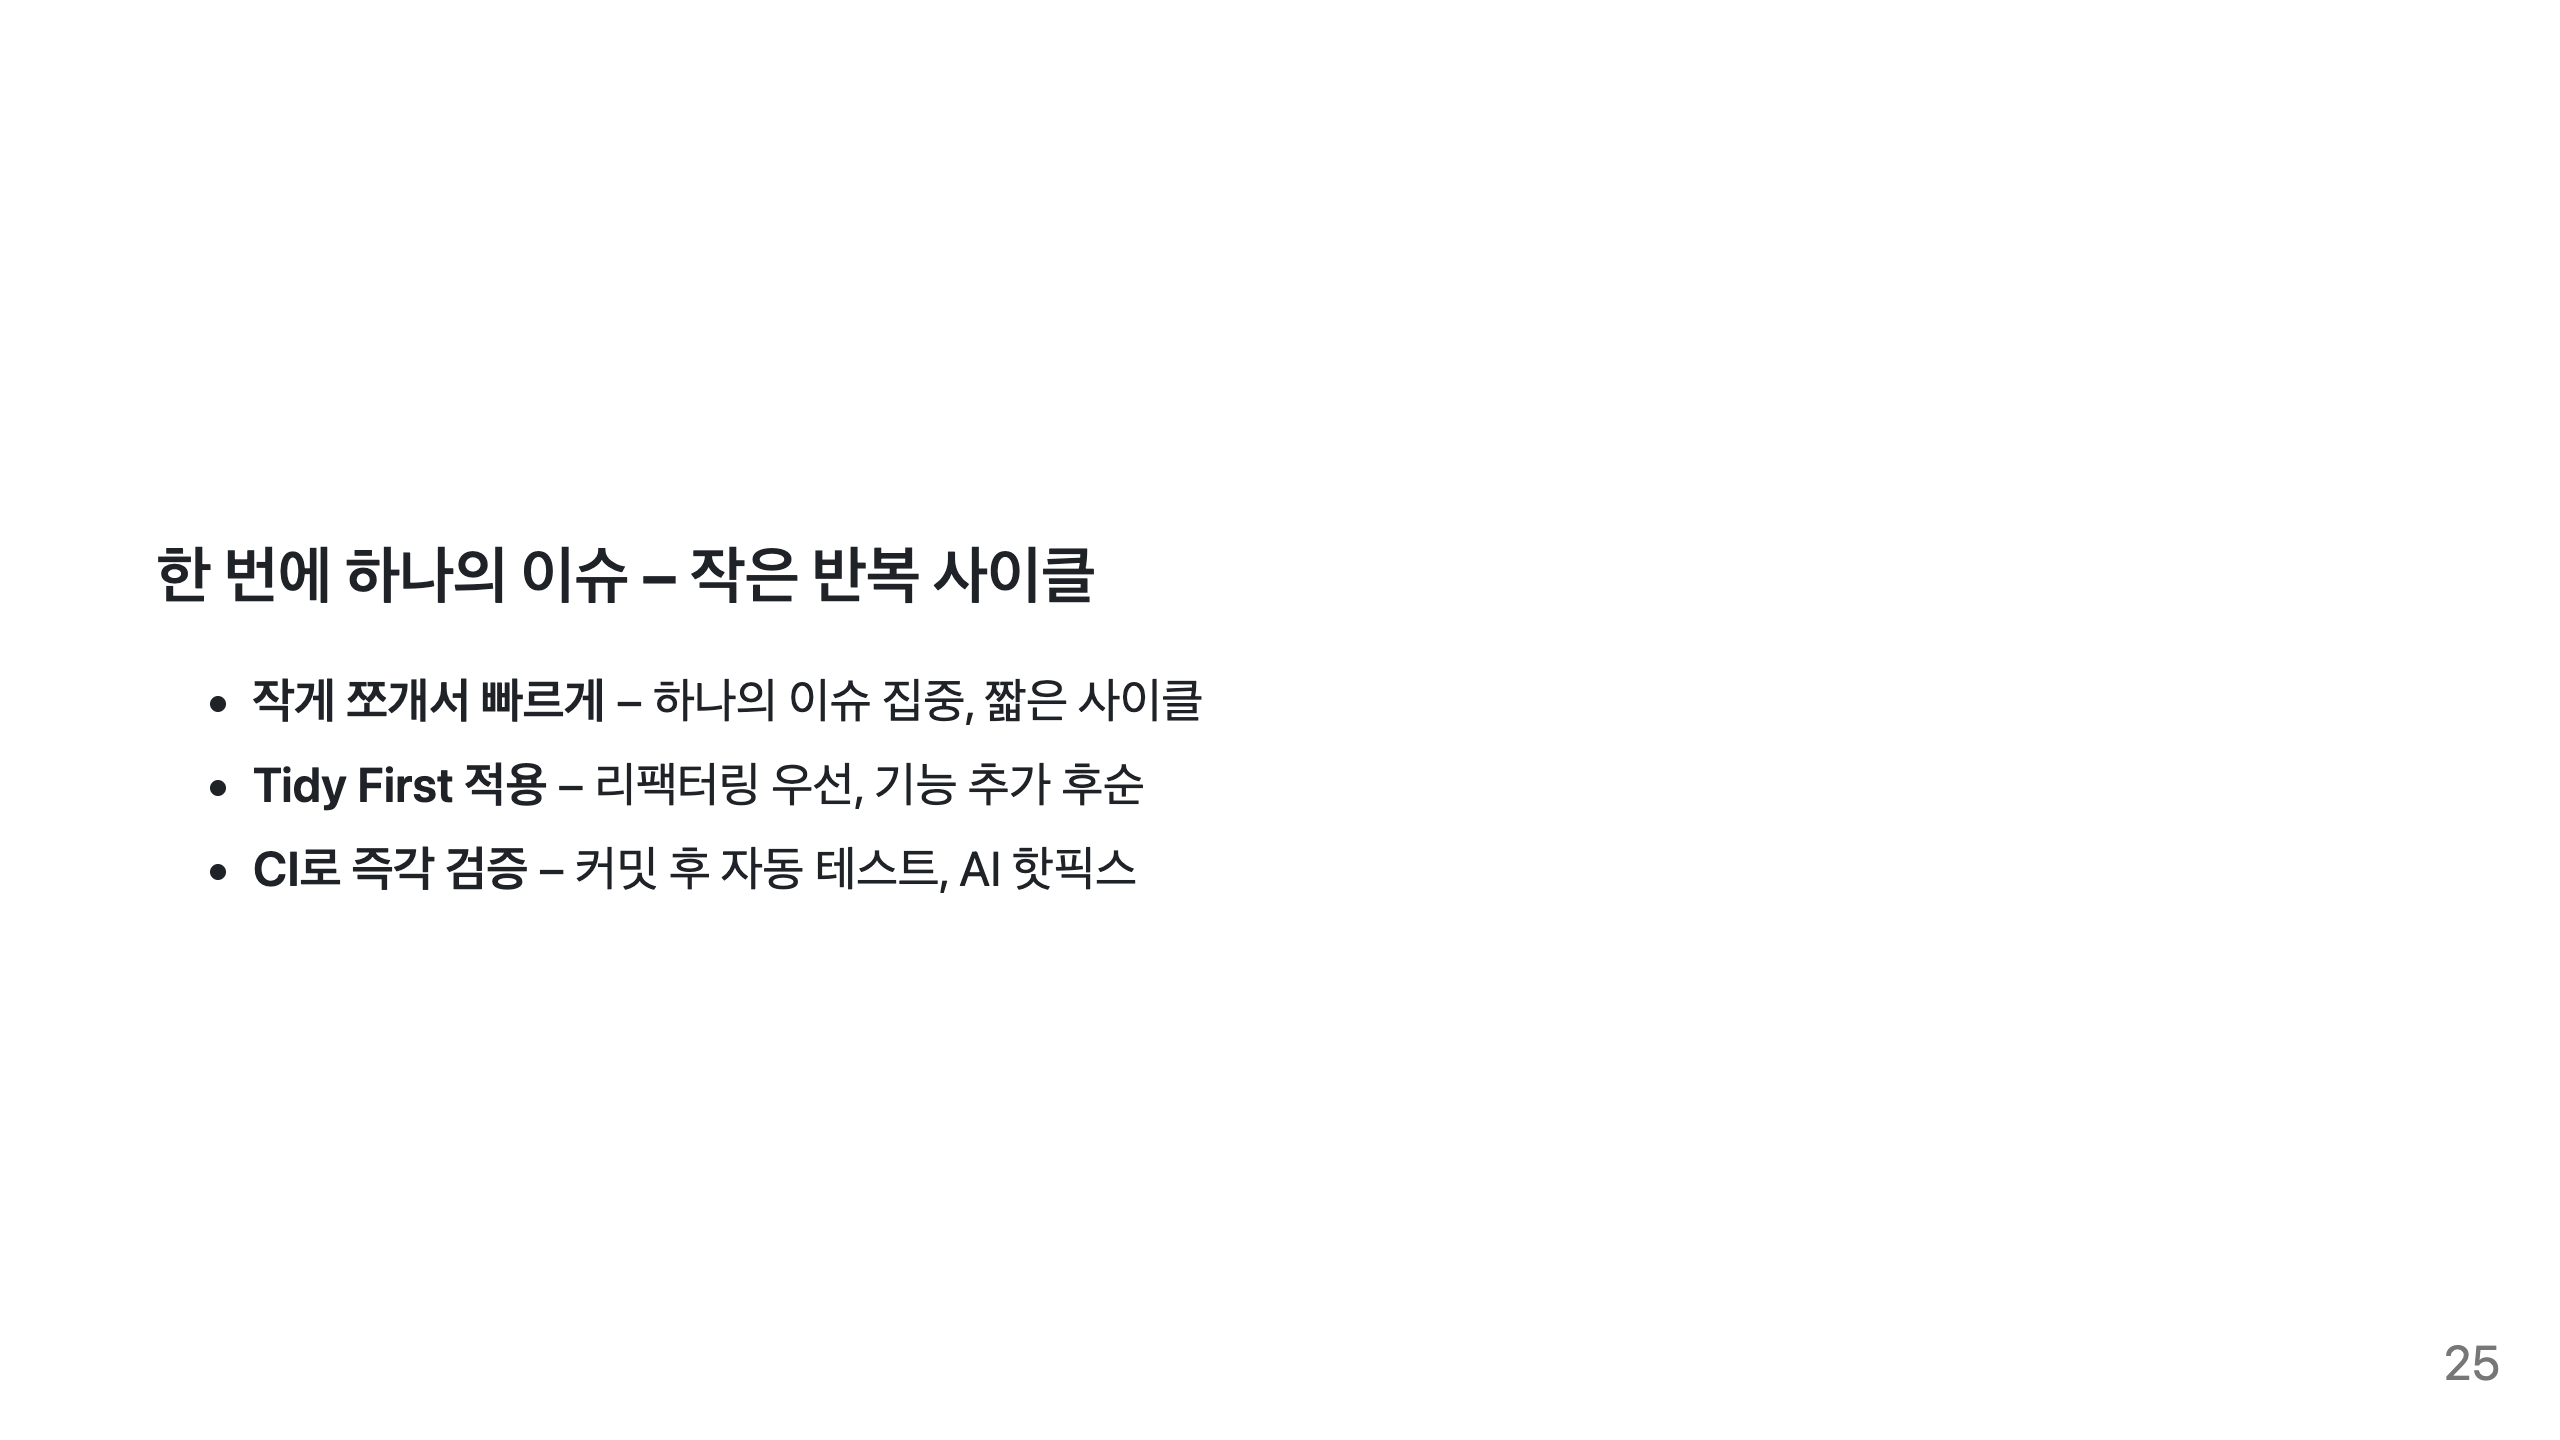 한 번에 하나의 이슈 – 작은 반복 사이클
• 작게 쪼개서 빠르게 – 하나의 이슈 집중, 짧은 사이클
• Tidy First 적용 – 리팩터링 우선, 기능 추가 후순
• CI로 즉각 검증 – 커밋 후 자동 테스트, AI 핫픽스
25